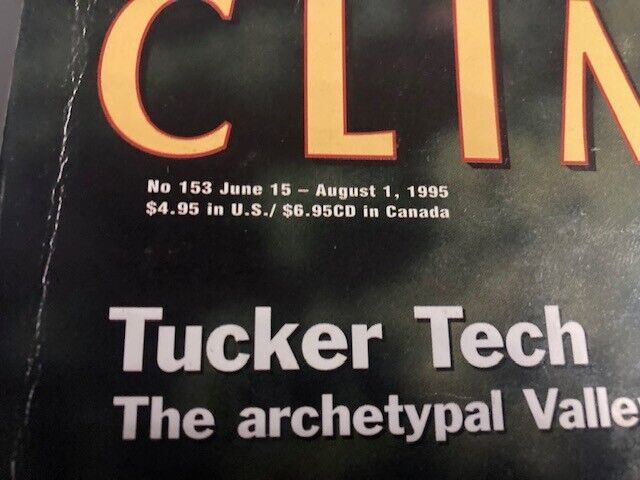 CLIM
No 153 June 15 – August 1, 1995
$4.95 in U.S./ $6.95CD in Canada
Tucker Tech
The archetypal Valley